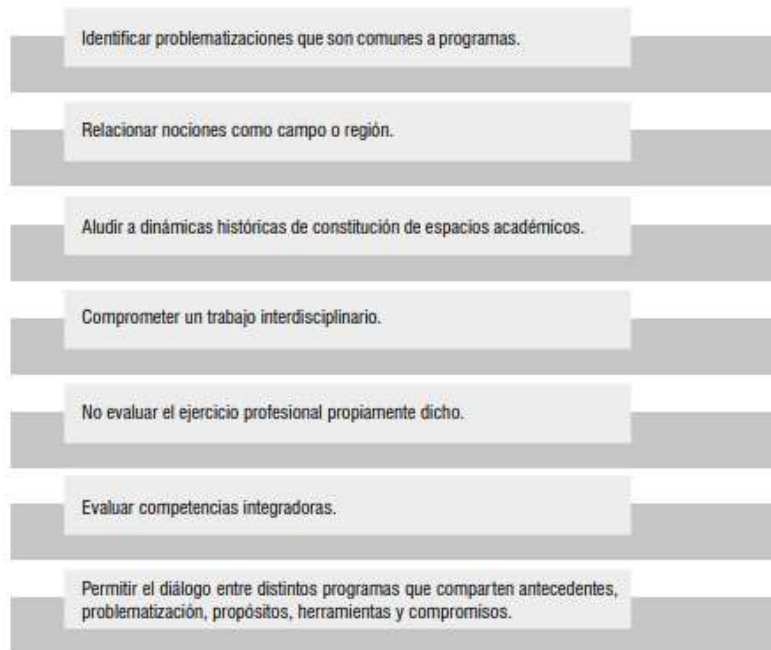 Identificar problematizaciones que son comunes a programas.
Relacionar nociones como campo o región.
Aludir a dinámicas históricas de constitución de espacios académicos.
Comprometer un trabajo interdisciplinario.
No evaluar el ejercicio profesional propiamente dicho.
Evaluar competencias integradoras.
Permitir el diálogo entre distintos programas que comparten antecedentes,
problematización, propósitos, herramientas y compromisos.